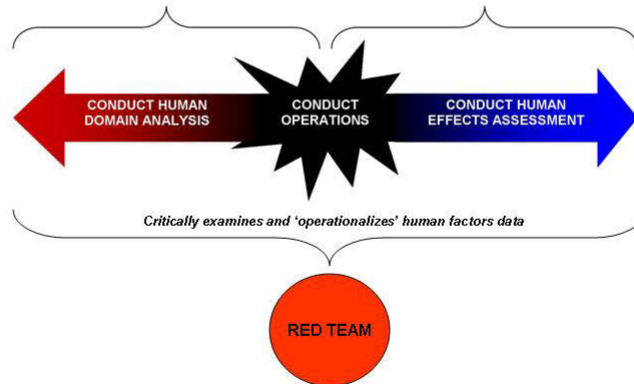 CONDUCT HUMAN
DOMAIN ANALYSIS
CONDUCT
OPERATIONS
CONDUCT HUMAN
EFFECTS ASSESSMENT
Critically examines and ‘operationalizes’ human factors data
RED TEAM